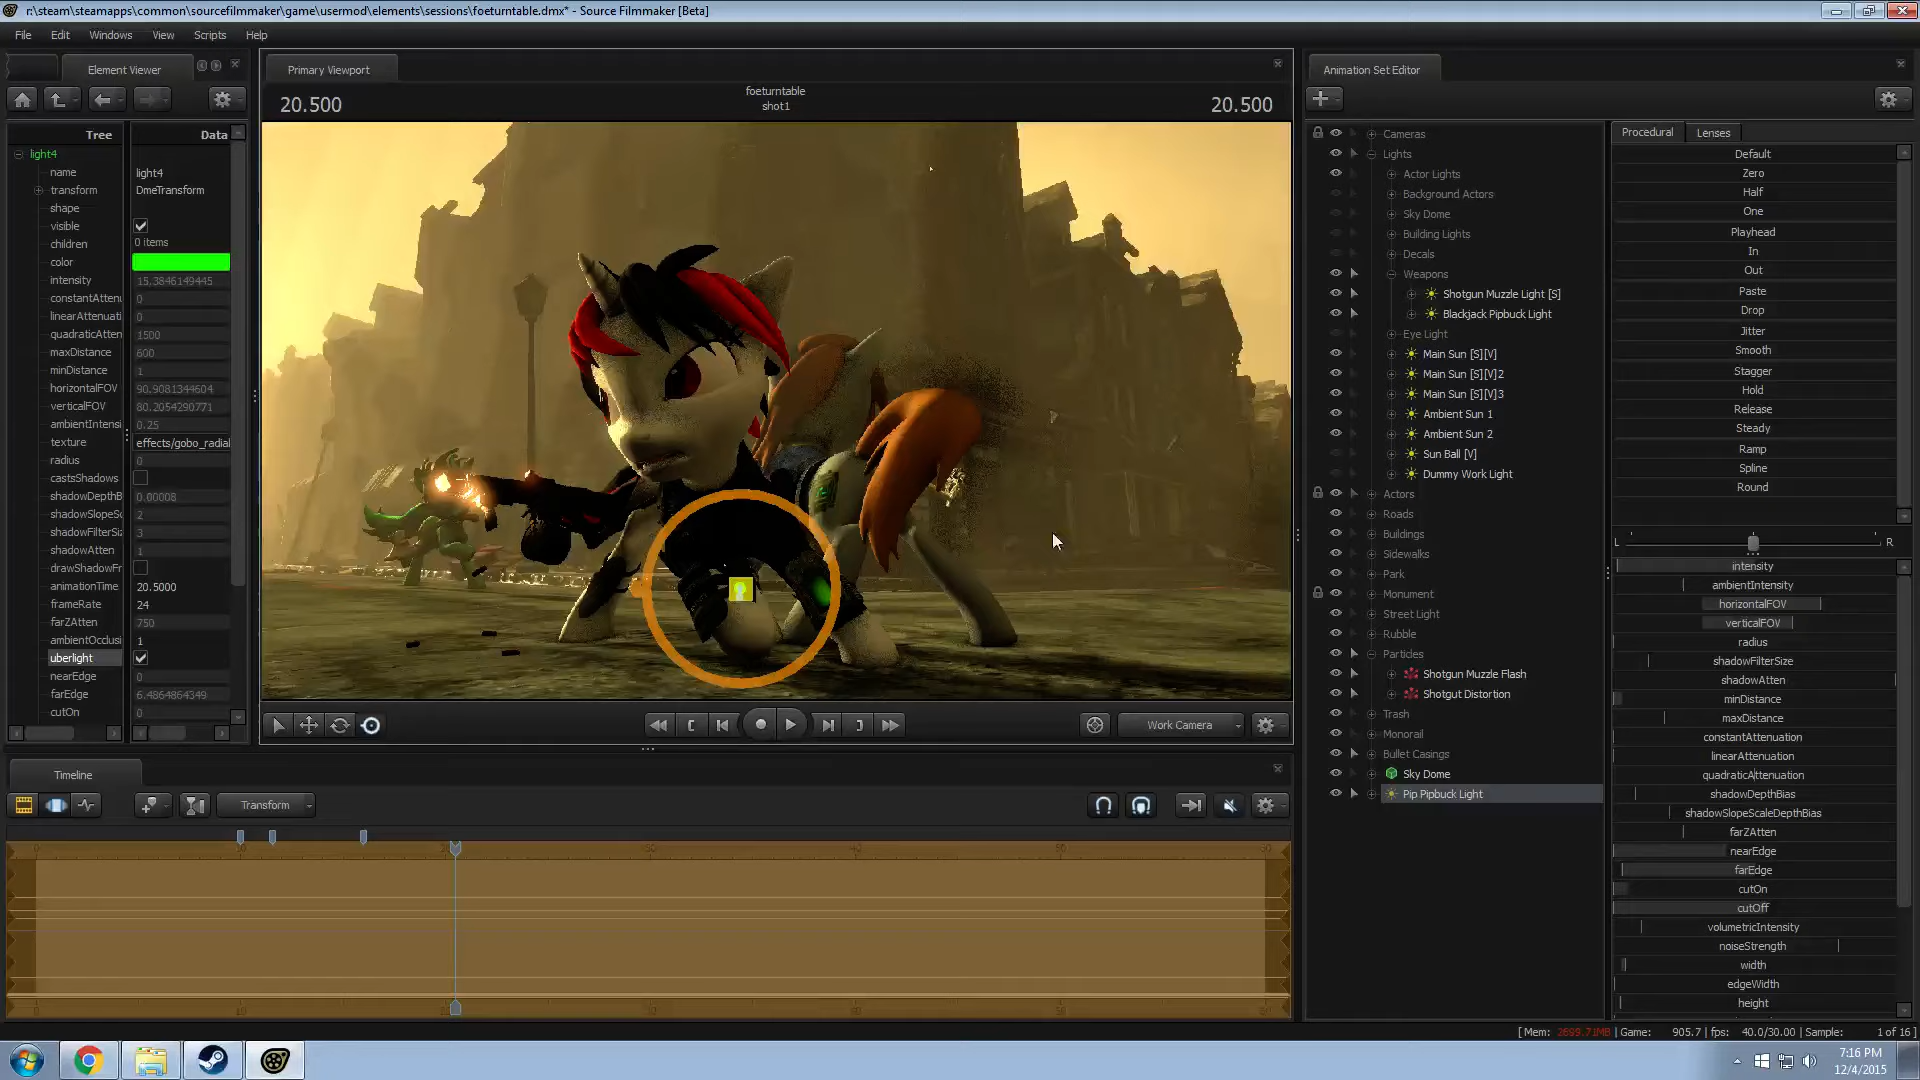 r:\steam\steamapps\common\sourcefilmmaker\game\usermod\elements\sessions\foeturntable.dmx* - Source Filmmaker [Beta]
File Edit Windows View Scripts Help
Element Viewer
Tree Data
light4
name light4
transform DmeTransform
shape
visible
children 0 items
color
intensity 15.3846149445
constantAttenu 0
linearAttenuati 0
quadraticAtten 1500
maxDistance 600
minDistance 1
horizontalFOV 90.9081344604
verticalFOV 80.2054290771
ambientIntensi 0.25
texture effects/gobo_radial
radius 0
castsShadows
shadowDepthB 0.00008
shadowSlopeSc 2
shadowFilterSiz 3
shadowAtten 1
drawShadowFr
animationTime 20.5000
frameRate 24
farZAtten 750
ambientOcclusi 1
uberlight
nearEdge 0
farEdge 6.4864864349
cutOn 0
Primary Viewport
20.500
foeturntable
shot1
20.500
Work Camera
Timeline
Transform
Animation Set Editor
Cameras
Lights
Actor Lights
Background Actors
Sky Dome
Building Lights
Decals
Weapons
Shotgun Muzzle Light [S]
Blackjack Pipbuck Light
Eye Light
Main Sun [S][V]
Main Sun [S][V]2
Main Sun [S][V]3
Ambient Sun 1
Ambient Sun 2
Sun Ball [V]
Dummy Work Light
Actors
Roads
Buildings
Sidewalks
Park
Monument
Street Light
Rubble
Particles
Shotgun Muzzle Flash
Shotgut Distortion
Trash
Monorail
Bullet Casings
Sky Dome
Pip Pipbuck Light
Procedural Lenses
Default
Zero
Half
One
Playhead
In
Out
Paste
Drop
Jitter
Smooth
Stagger
Hold
Release
Steady
Ramp
Spline
Round
L R
intensity
ambientIntensity
horizontalFOV
verticalFOV
radius
shadowFilterSize
shadowAtten
minDistance
maxDistance
constantAttenuation
linearAttenuation
quadraticAttenuation
shadowDepthBias
shadowSlopeScaleDepthBias
farZAtten
nearEdge
farEdge
cutOn
cutOff
volumetricIntensity
noiseStrength
width
edgeWidth
height
[ Mem: 2699.71MB | Game: 905.7 | fps: 40.0/30.00 | Sample: 1 of 16 ]
7:16 PM
12/4/2015